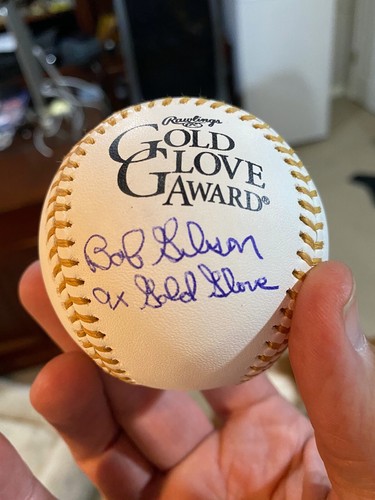 Rawlings
GOLD
GLOVE
AWARD®
Bob Gibson
9x Gold Glove